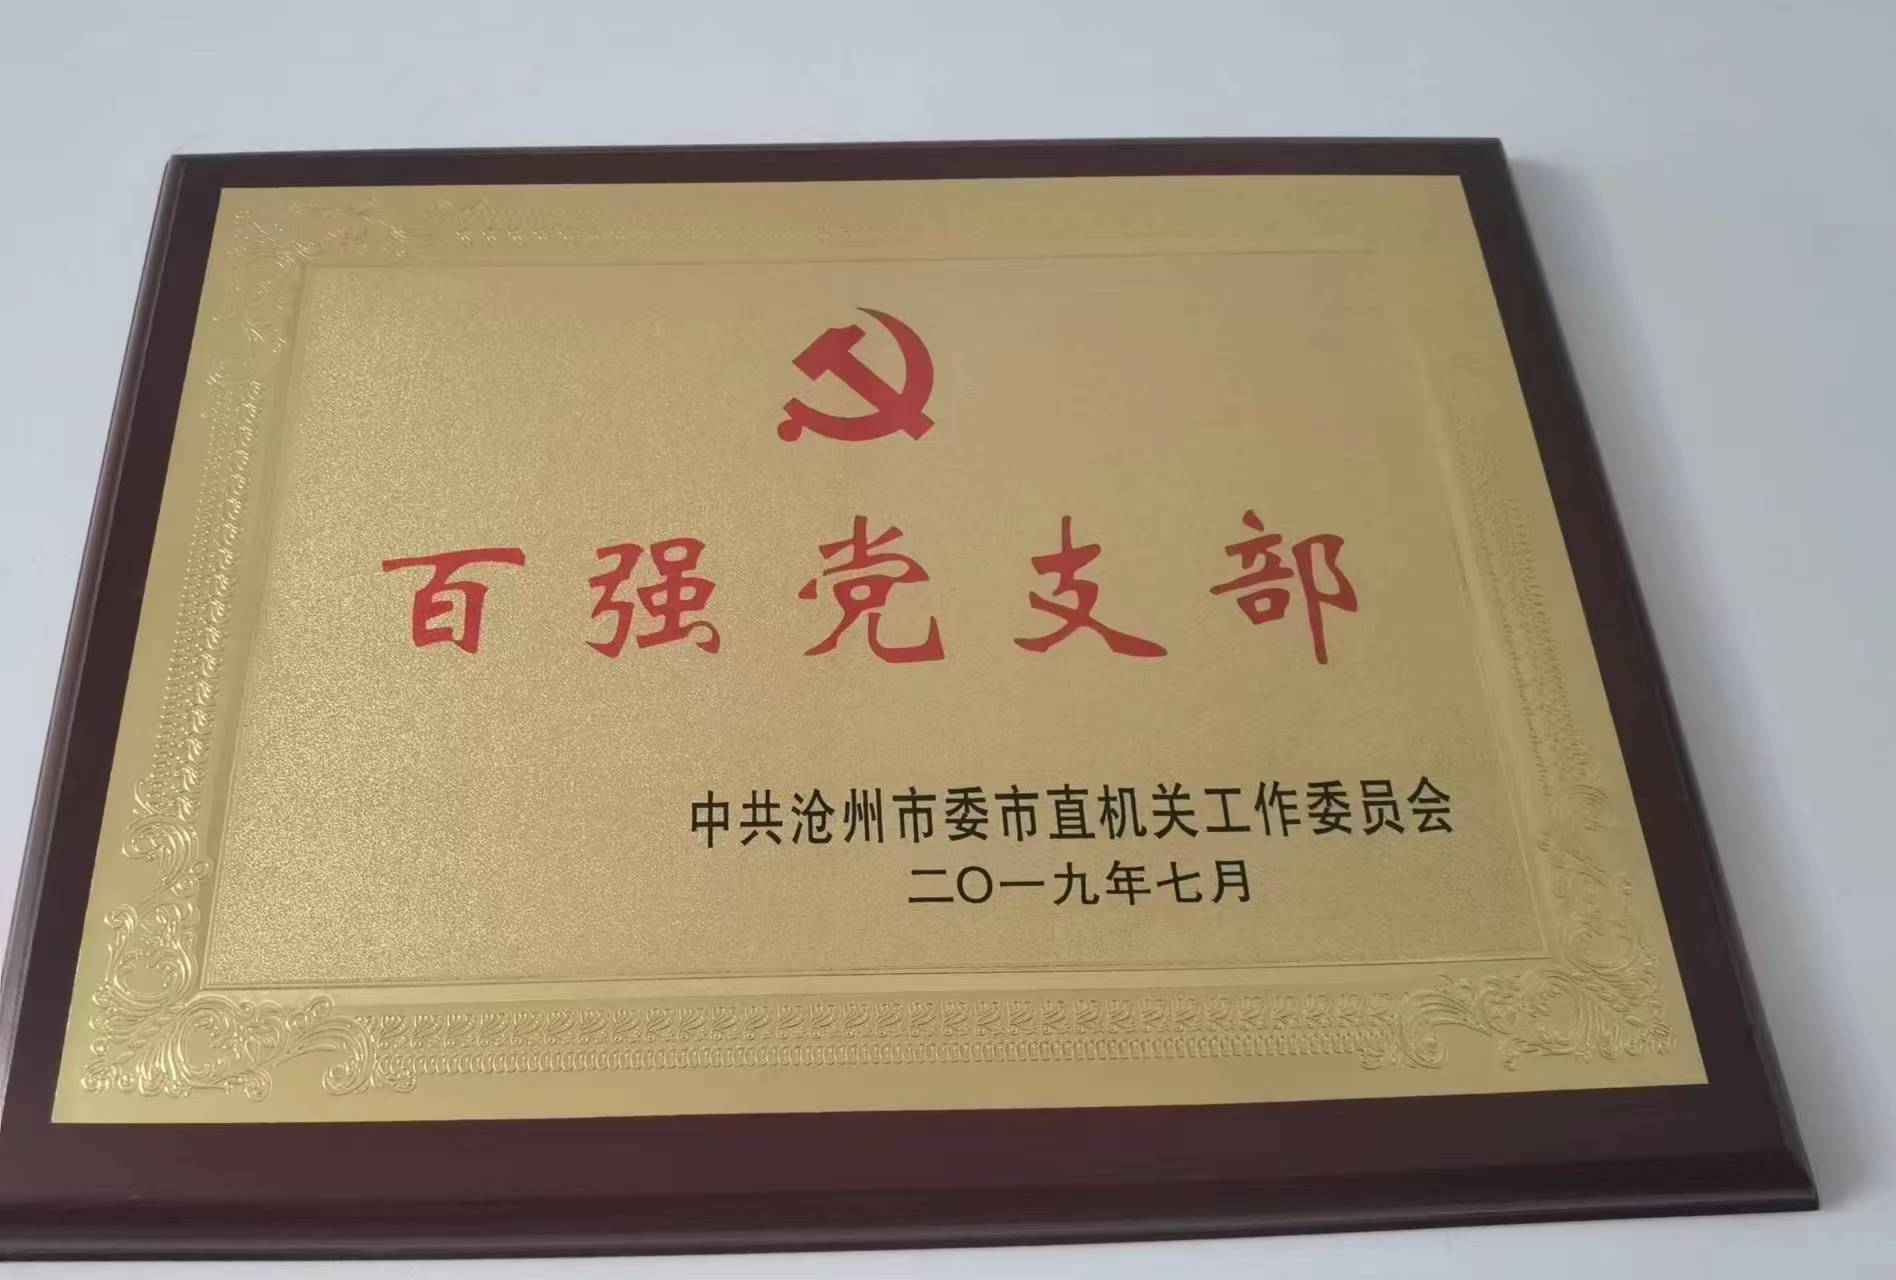 百强党支部
中共沧州市委市直机关工作委员会
二〇一九年七月